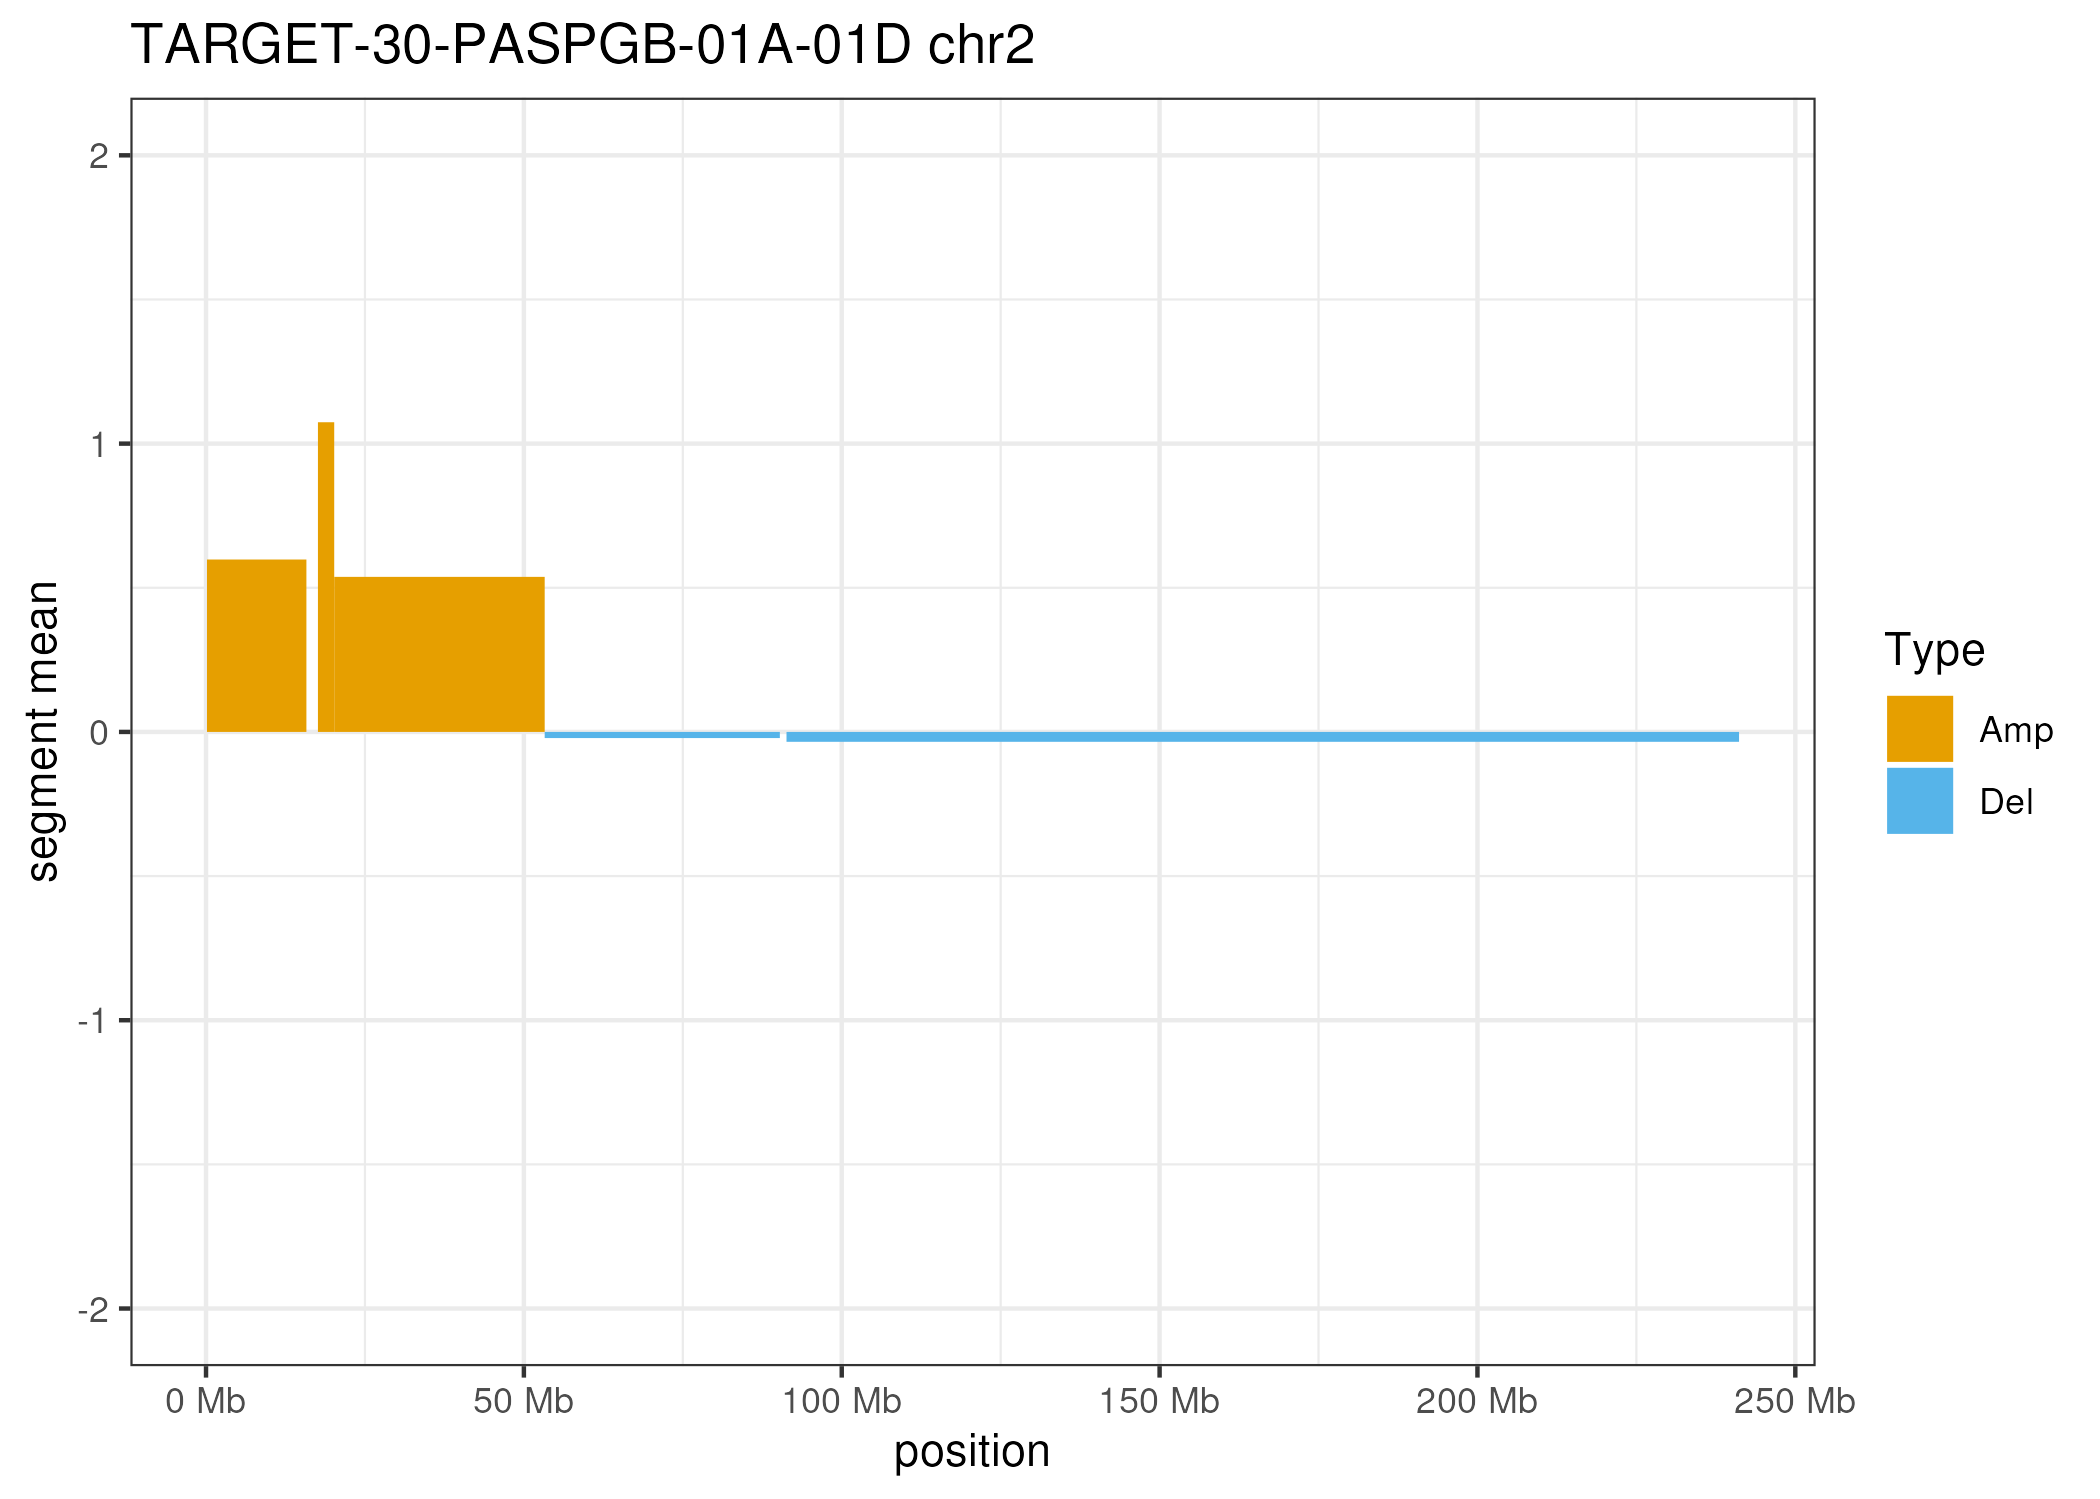 TARGET-30-PASPGB-01A-01D chr2
2
1
0
-1
-2
segment mean
0 Mb
50 Mb
100 Mb
150 Mb
200 Mb
250 Mb
position
Type
Amp
Del